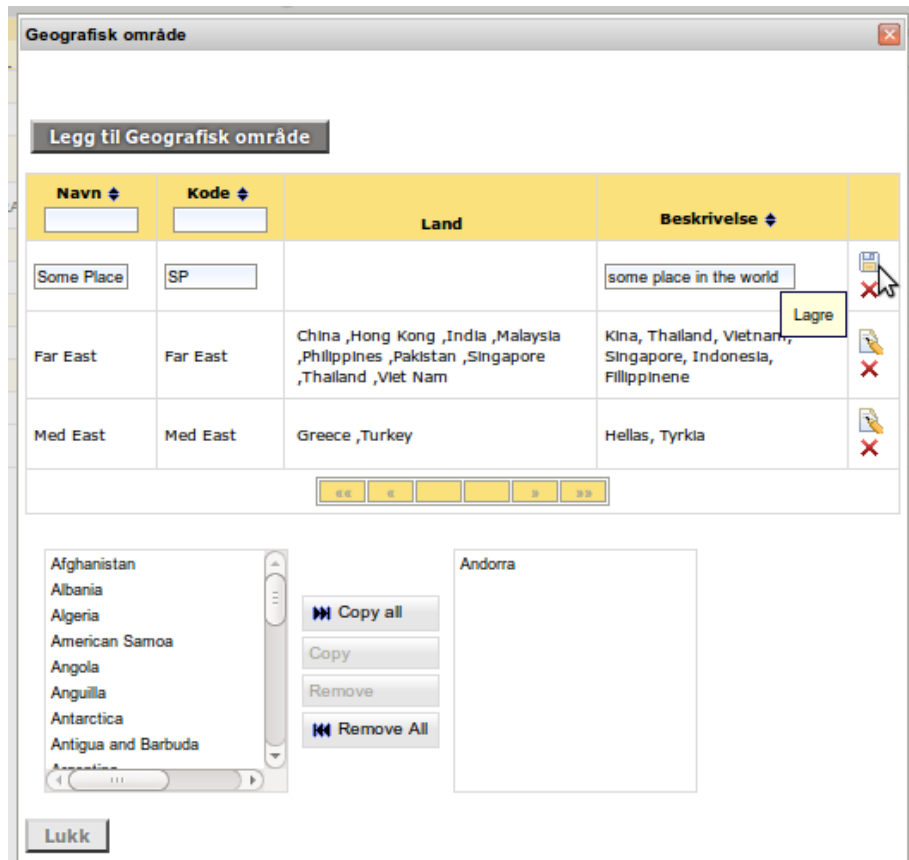 Geografisk område
Legg til Geografisk område
Navn
Kode
Land
Beskrivelse
Some Place
SP
some place in the world
Lagre
Far East
Far East
China ,Hong Kong ,India ,Malaysia
,Philippines ,Pakistan ,Singapore
,Thailand ,Viet Nam
Kina, Thailand, Vietnam,
Singapore, Indonesia,
Fillippinene
Med East
Med East
Greece ,Turkey
Hellas, Tyrkia
«« « » »»
Afghanistan
Albania
Algeria
American Samoa
Angola
Anguilla
Antarctica
Antigua and Barbuda
Copy all
Copy
Remove
Remove All
Andorra
Lukk